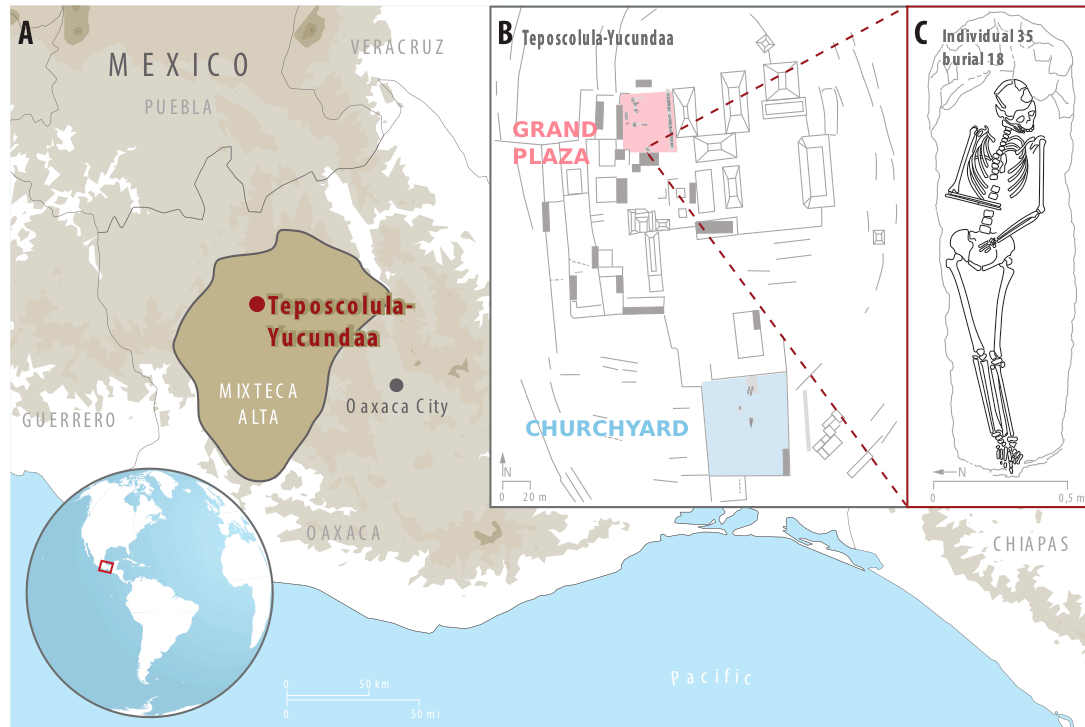 A
MEXICO
PUEBLA
VERACRUZ
Teposcolula-
Yucundaa
MIXTECA
ALTA
Oaxaca City
GUERRERO
OAXACA
CHIAPAS
Pacific
0 50 km
0 50 mi
B Teposcolula-Yucundaa
GRAND
PLAZA
CHURCHYARD
N
0 20 m
C Individual 35
burial 18
N
0 0,5 m